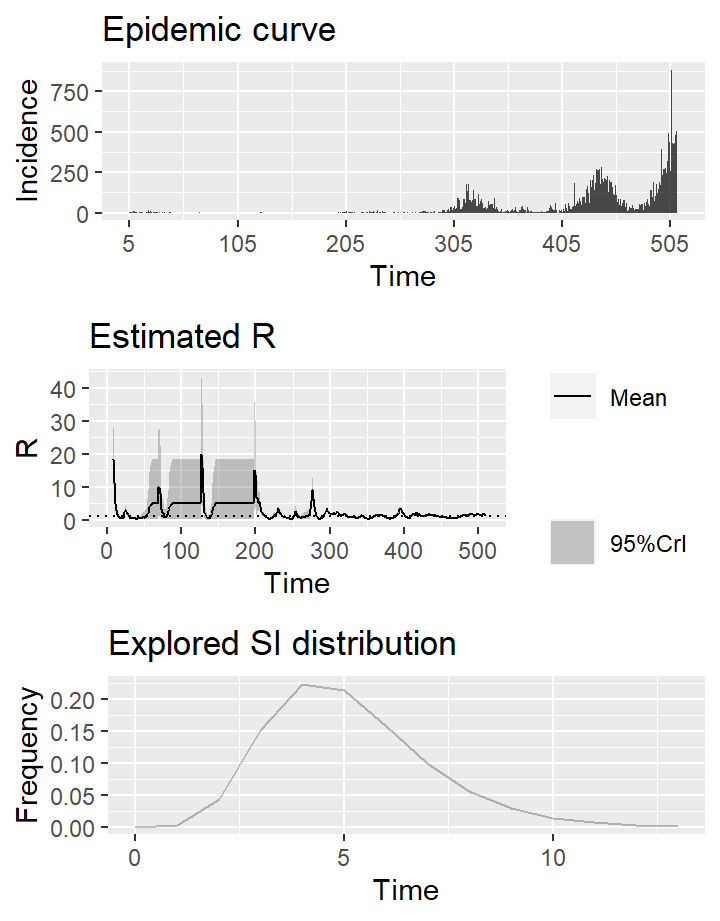 Epidemic curve
Incidence
750
500
250
0
5 105 205 305 405 505
Time
Estimated R
R
40
30
20
10
0
0 100 200 300 400 500
Time
Mean
95%CrI
Explored SI distribution
Frequency
0.20
0.15
0.10
0.05
0.00
0 5 10
Time